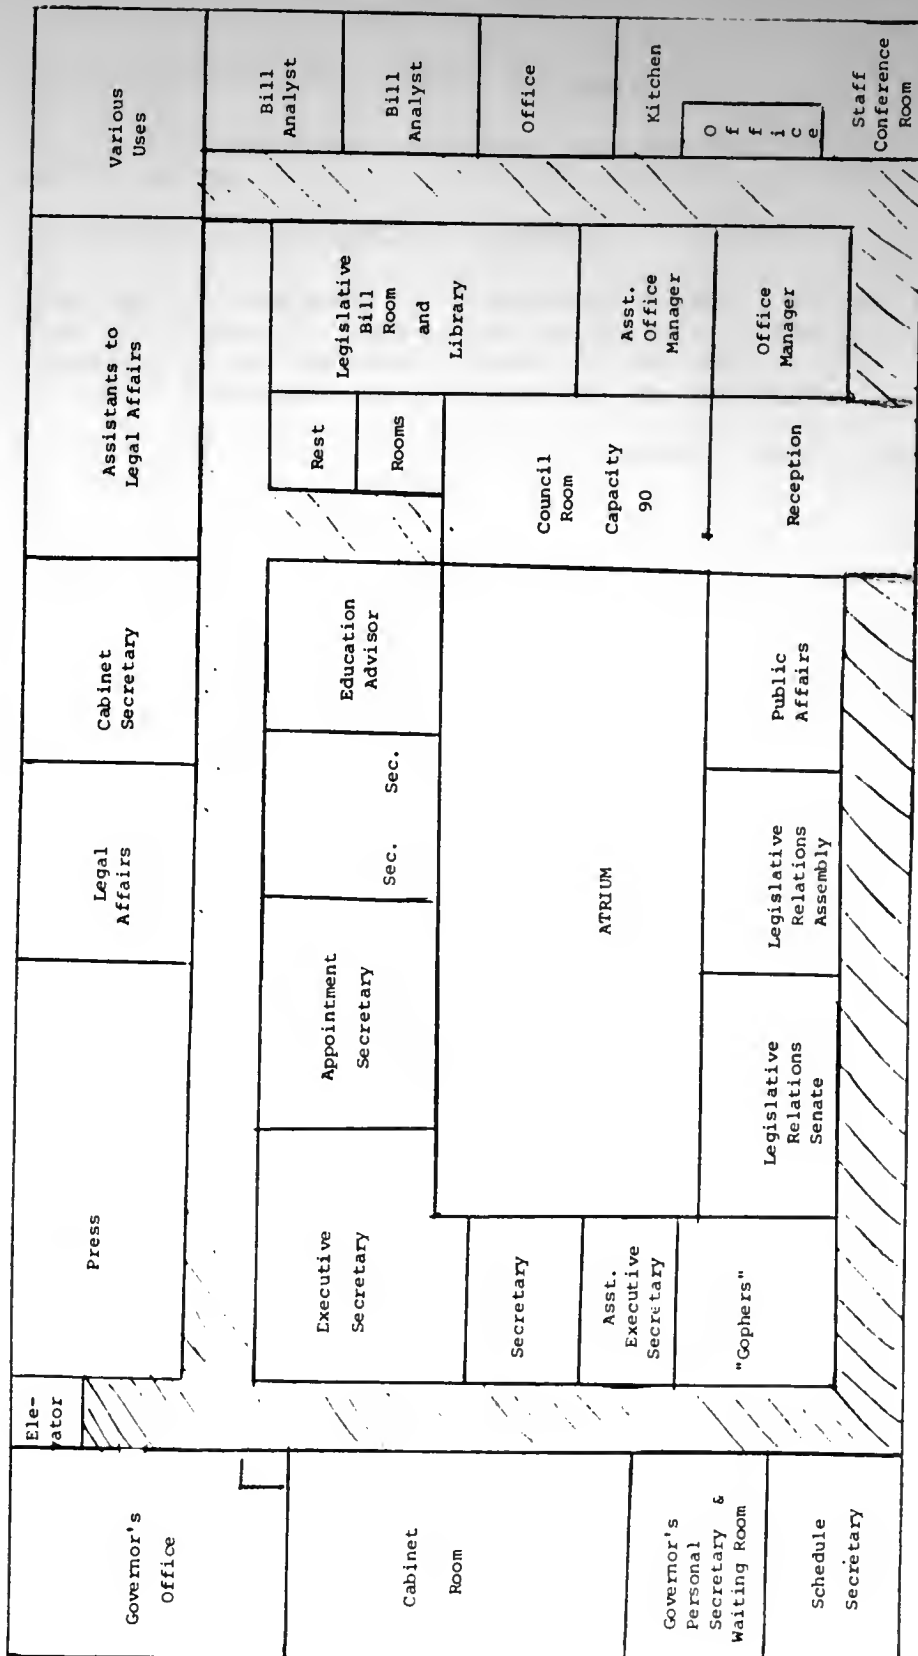 Governor's
Office
Ele-
vator
Press
Legal
Affairs
Cabinet
Secretary
Assistants to
Legal Affairs
Various
Uses
Executive
Secretary
Appointment
Secretary
Sec. Sec.
Education
Advisor
Rest
Rooms
Legislative
Bill
Room
and
Library
Bill
Analyst
Bill
Analyst
Office
Kitchen
Office
Staff
Conference
Room
Cabinet
Room
Secretary
Asst.
Executive
Secretary
"Gophers"
ATRIUM
Council
Room
Capacity
90
Asst.
Office
Manager
Office
Manager
Governor's
Personal
Secretary &
Waiting Room
Schedule
Secretary
Legislative
Relations
Senate
Legislative
Relations
Assembly
Public
Affairs
Reception